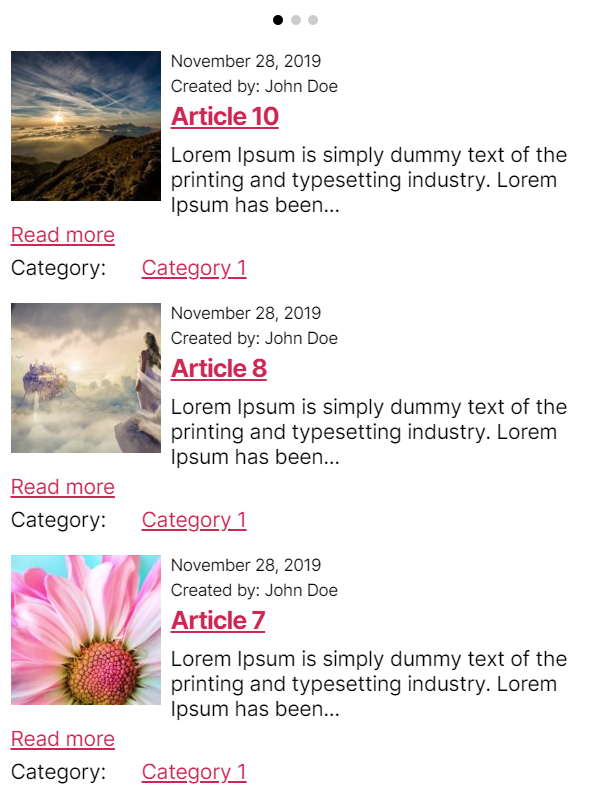 November 28, 2019
Created by: John Doe
Article 10
Lorem Ipsum is simply dummy text of the
printing and typesetting industry. Lorem
Ipsum has been...
Read more
Category: Category 1
November 28, 2019
Created by: John Doe
Article 8
Lorem Ipsum is simply dummy text of the
printing and typesetting industry. Lorem
Ipsum has been...
Read more
Category: Category 1
November 28, 2019
Created by: John Doe
Article 7
Lorem Ipsum is simply dummy text of the
printing and typesetting industry. Lorem
Ipsum has been...
Read more
Category: Category 1